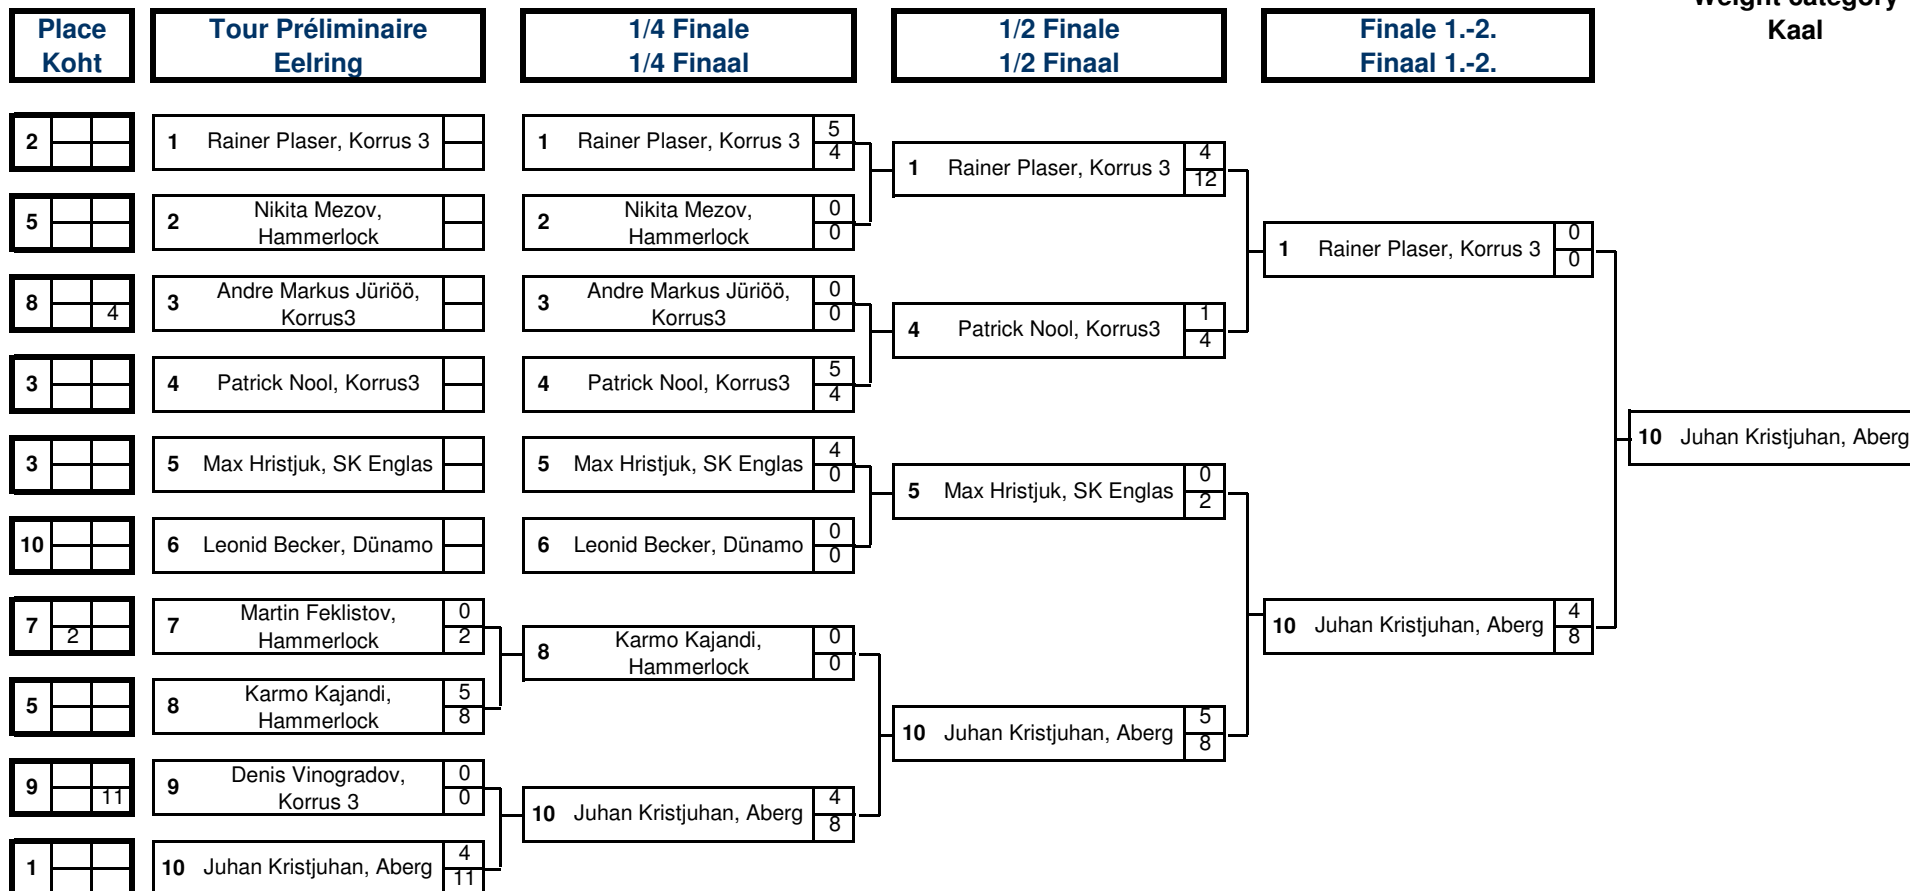 Weight category
Kaal
Place
Koht
Tour Préliminaire
Eelring
1/4 Finale
1/4 Finaal
1/2 Finale
1/2 Finaal
Finale 1.-2.
Finaal 1.-2.
2
1 Rainer Plaser, Korrus 3
1 Rainer Plaser, Korrus 3 5
4
1 Rainer Plaser, Korrus 3 4
12
5
2 Nikita Mezov,
Hammerlock
2 Nikita Mezov,
Hammerlock
0
0
1 Rainer Plaser, Korrus 3 0
0
8 4
3 Andre Markus Jüriöö,
Korrus3
3 Andre Markus Jüriöö,
Korrus3
0
0
4 Patrick Nool, Korrus3 1
4
3
4 Patrick Nool, Korrus3
4 Patrick Nool, Korrus3 5
4
10 Juhan Kristjuhan, Aberg
3
5 Max Hristjuk, SK Englas
5 Max Hristjuk, SK Englas 4
0
5 Max Hristjuk, SK Englas 0
2
10
6 Leonid Becker, Dünamo
6 Leonid Becker, Dünamo 0
0
7 2
7 Martin Feklistov,
Hammerlock
0
2
8 Karmo Kajandi,
Hammerlock
0
0
10 Juhan Kristjuhan, Aberg 4
8
5
8 Karmo Kajandi,
Hammerlock
5
8
10 Juhan Kristjuhan, Aberg 5
8
9 11
9 Denis Vinogradov,
Korrus 3
0
0
10 Juhan Kristjuhan, Aberg 4
8
1
10 Juhan Kristjuhan, Aberg 4
11